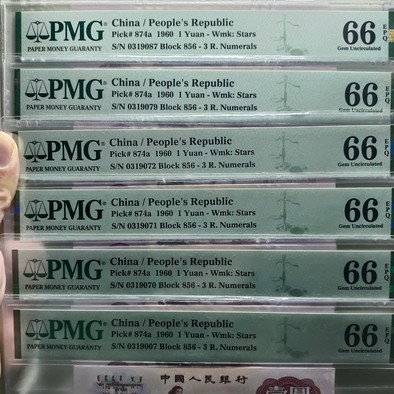 PMG
PAPER MONEY GUARANTY
China / People's Republic
Pick# 874a 1960 1 Yuan - Wmk: Stars
S/N 0319087 Block 856 - 3 R. Numerals
66 EPQ
Gem Uncirculated
PMG
PAPER MONEY GUARANTY
China / People's Republic
Pick# 874a 1960 1 Yuan - Wmk: Stars
S/N 0319079 Block 856 - 3 R. Numerals
66 EPQ
Gem Uncirculated
PMG
PAPER MONEY GUARANTY
China / People's Republic
Pick# 874a 1960 1 Yuan - Wmk: Stars
S/N 0319072 Block 856 - 3 R. Numerals
66 EPQ
Gem Uncirculated
PMG
PAPER MONEY GUARANTY
China / People's Republic
Pick# 874a 1960 1 Yuan - Wmk: Stars
S/N 0319071 Block 856 - 3 R. Numerals
66 EPQ
Gem Uncirculated
PMG
PAPER MONEY GUARANTY
China / People's Republic
Pick# 874a 1960 1 Yuan - Wmk: Stars
S/N 0319070 Block 856 - 3 R. Numerals
66 EPQ
Gem Uncirculated
PMG
PAPER MONEY GUARANTY
China / People's Republic
Pick# 874a 1960 1 Yuan - Wmk: Stars
S/N 0319007 Block 856 - 3 R. Numerals
66 EPQ
Gem Uncirculated
中國人民銀行